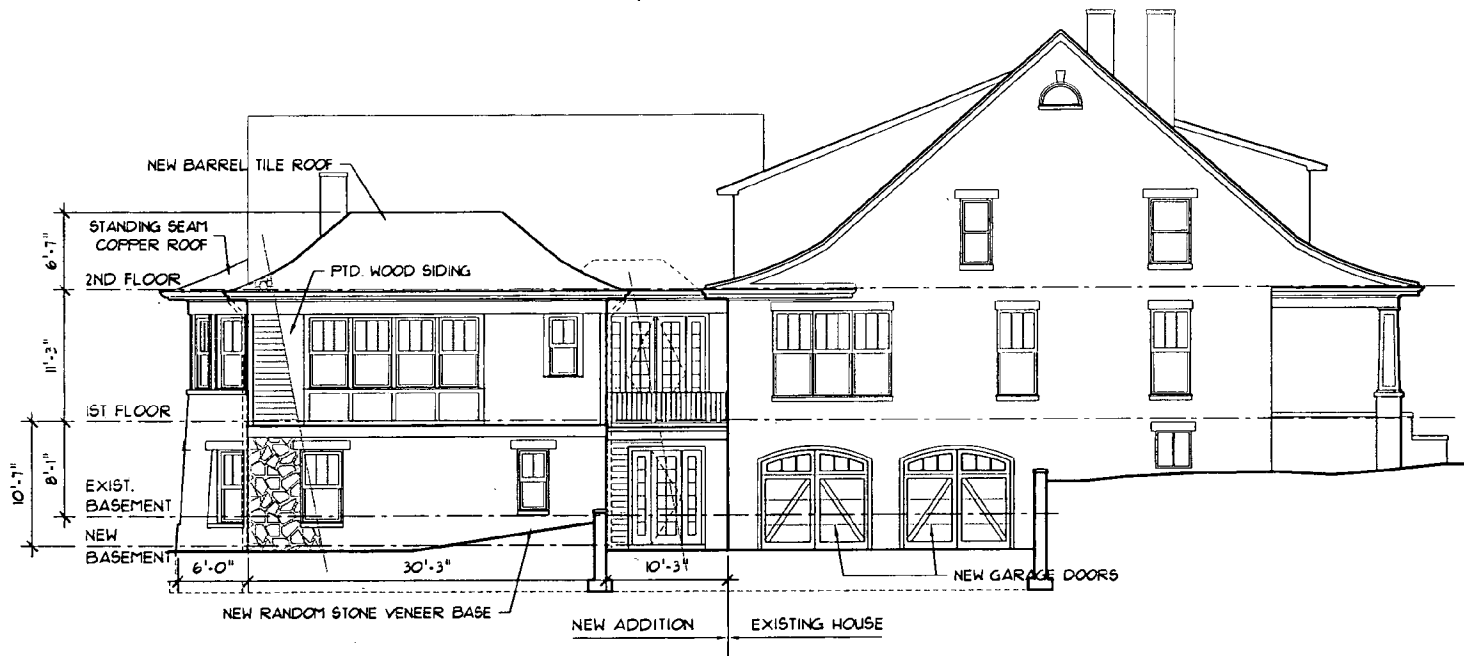 NEW BARREL TILE ROOF
STANDING SEAM
COPPER ROOF
6'-7"
2ND FLOOR
PTD. WOOD SIDING
11'-3"
1ST FLOOR
10'-7"
8'-1"
EXIST.
BASEMENT
NEW
BASEMENT
6'-0"
30'-3"
10'-3"
NEW GARAGE DOORS
NEW RANDOM STONE VENEER BASE
NEW ADDITION
EXISTING HOUSE